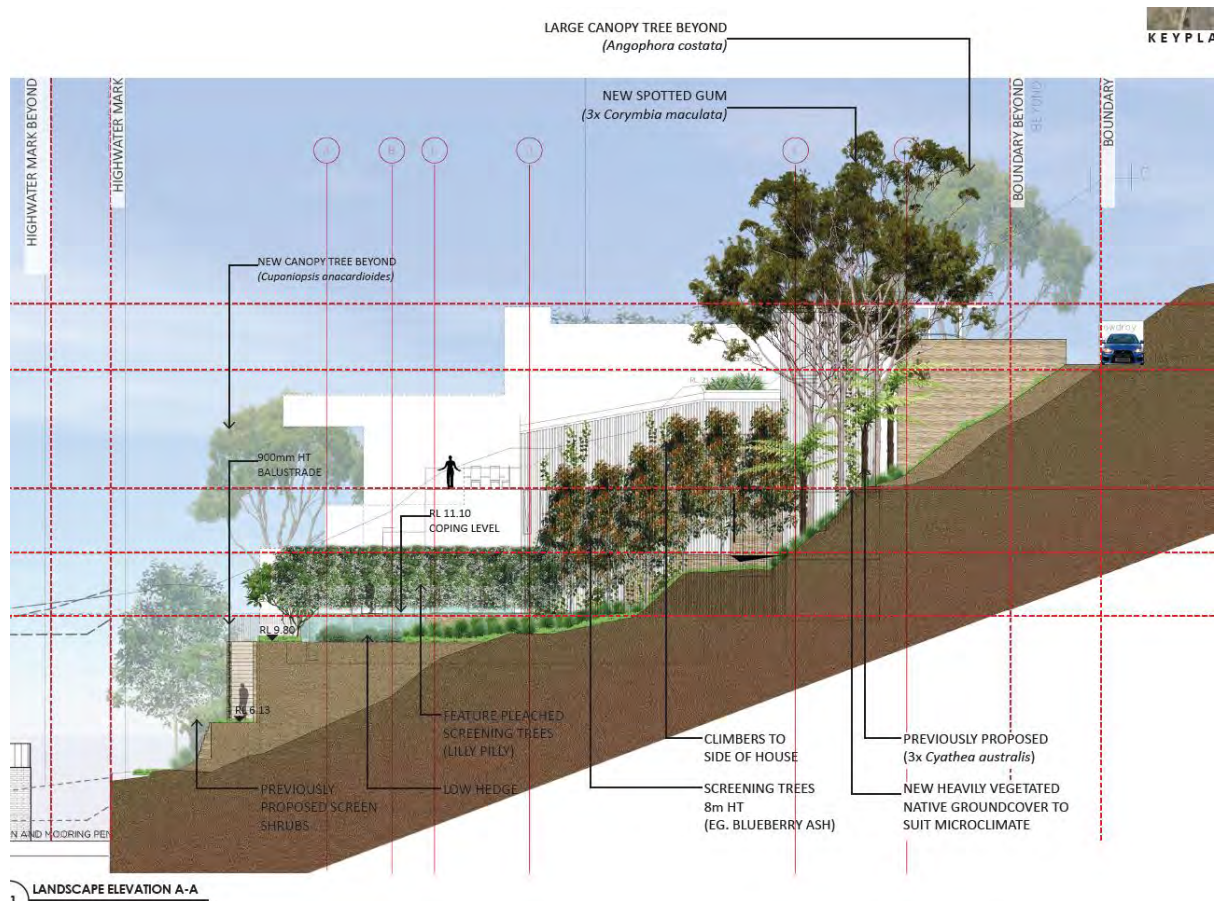 KEYPLA
LARGE CANOPY TREE BEYOND
(Angophora costata)
NEW SPOTTED GUM
(3x Corymbia maculata)
HIGHWATER MARK BEYOND
HIGHWATER MARK
BOUNDARY BEYOND
BEYOND
BOUNDARY
NEW CANOPY TREE BEYOND
(Cupaniopsis anacardioides)
900mm HT
BALUSTRADE
RL 11.10
COPING LEVEL
RL 9.80
RL 6.13
FEATURE PLEACHED
SCREENING TREES
(LILLY PILLY)
CLIMBERS TO
SIDE OF HOUSE
PREVIOUSLY PROPOSED
(3x Cyathea australis)
PREVIOUSLY
PROPOSED SCREEN
SHRUBS
LOW HEDGE
SCREENING TREES
8m HT
(EG. BLUEBERRY ASH)
NEW HEAVILY VEGETATED
NATIVE GROUNDCOVER TO
SUIT MICROCLIMATE
N AND MOORING PEN
1 LANDSCAPE ELEVATION A-A